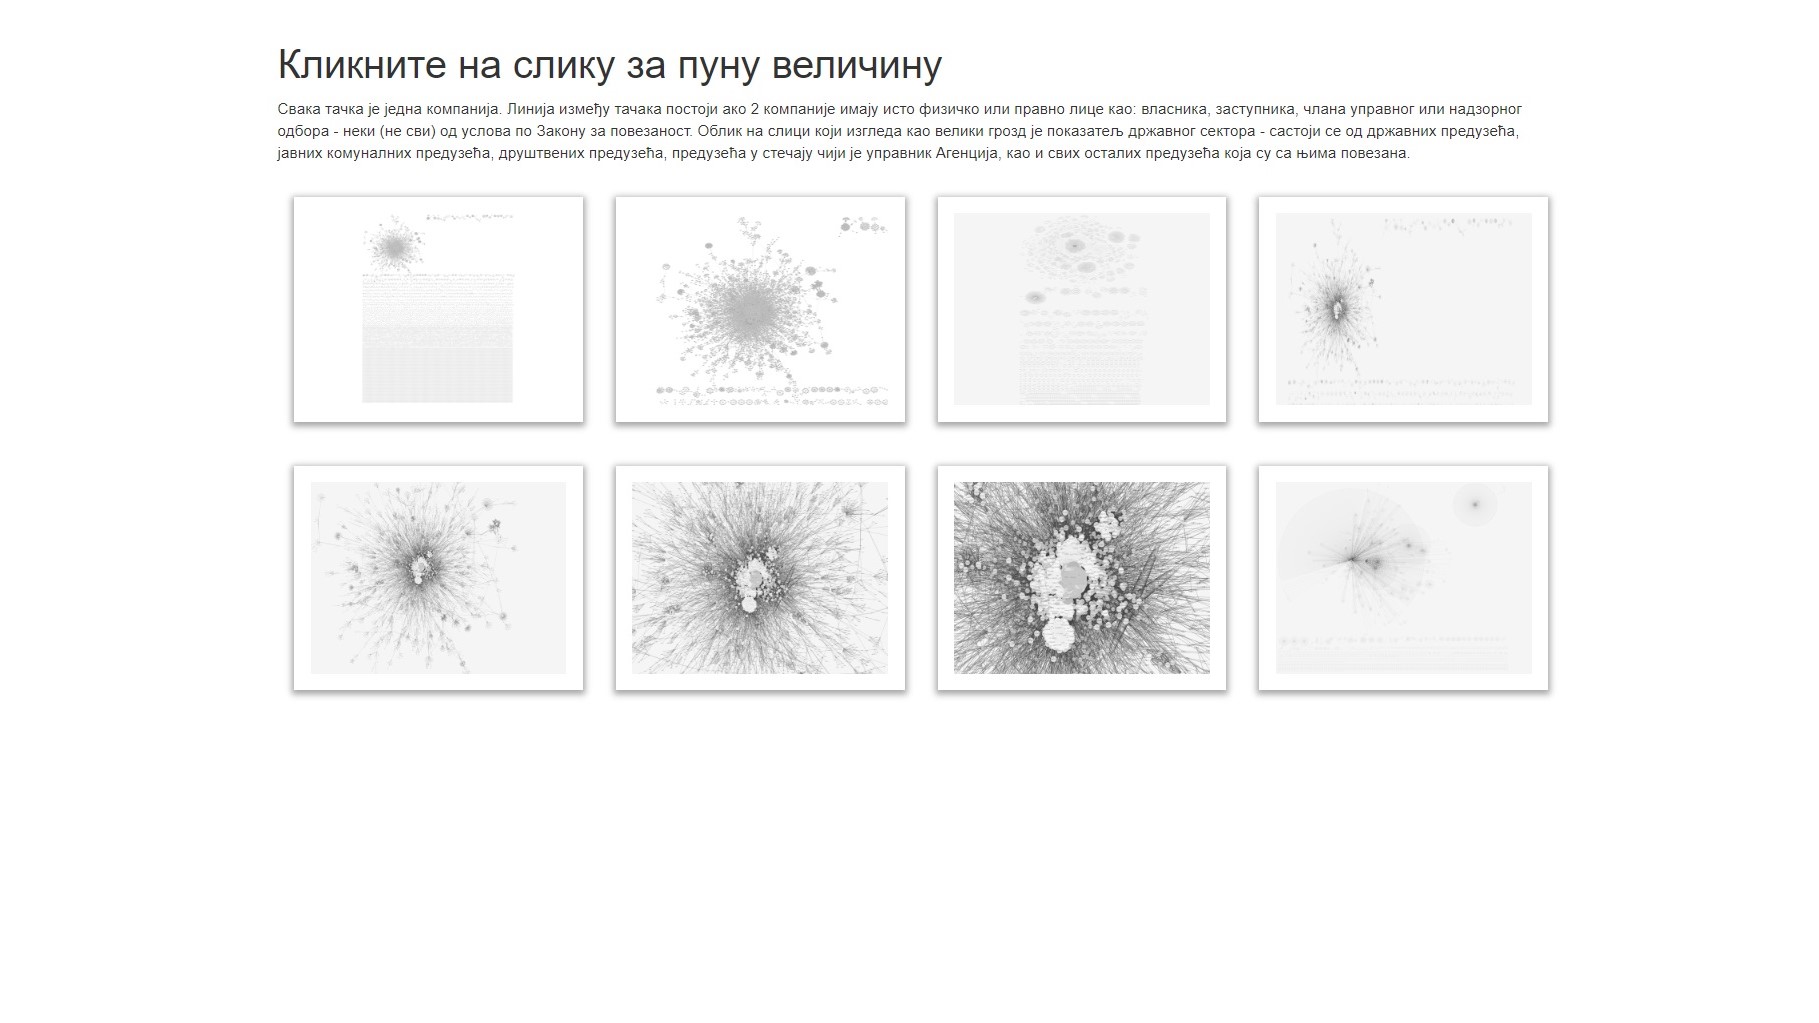 Кликните на слику за пуну величину
Свака тачка је једна компанија. Линија између тачака постоји ако 2 компаније имају исто физичко или правно лице као: власника, заступника, члана управног или надзорног
одбора - неки (не сви) од услова по Закону за повезаност. Облик на слици који изгледа као велики грозд је показатељ државног сектора - састоји се од државних предузећа,
јавних комуналних предузећа, друштвених предузећа, предузећа у стечају чији је управник Агенција, као и свих осталих предузећа која су са њима повезана.